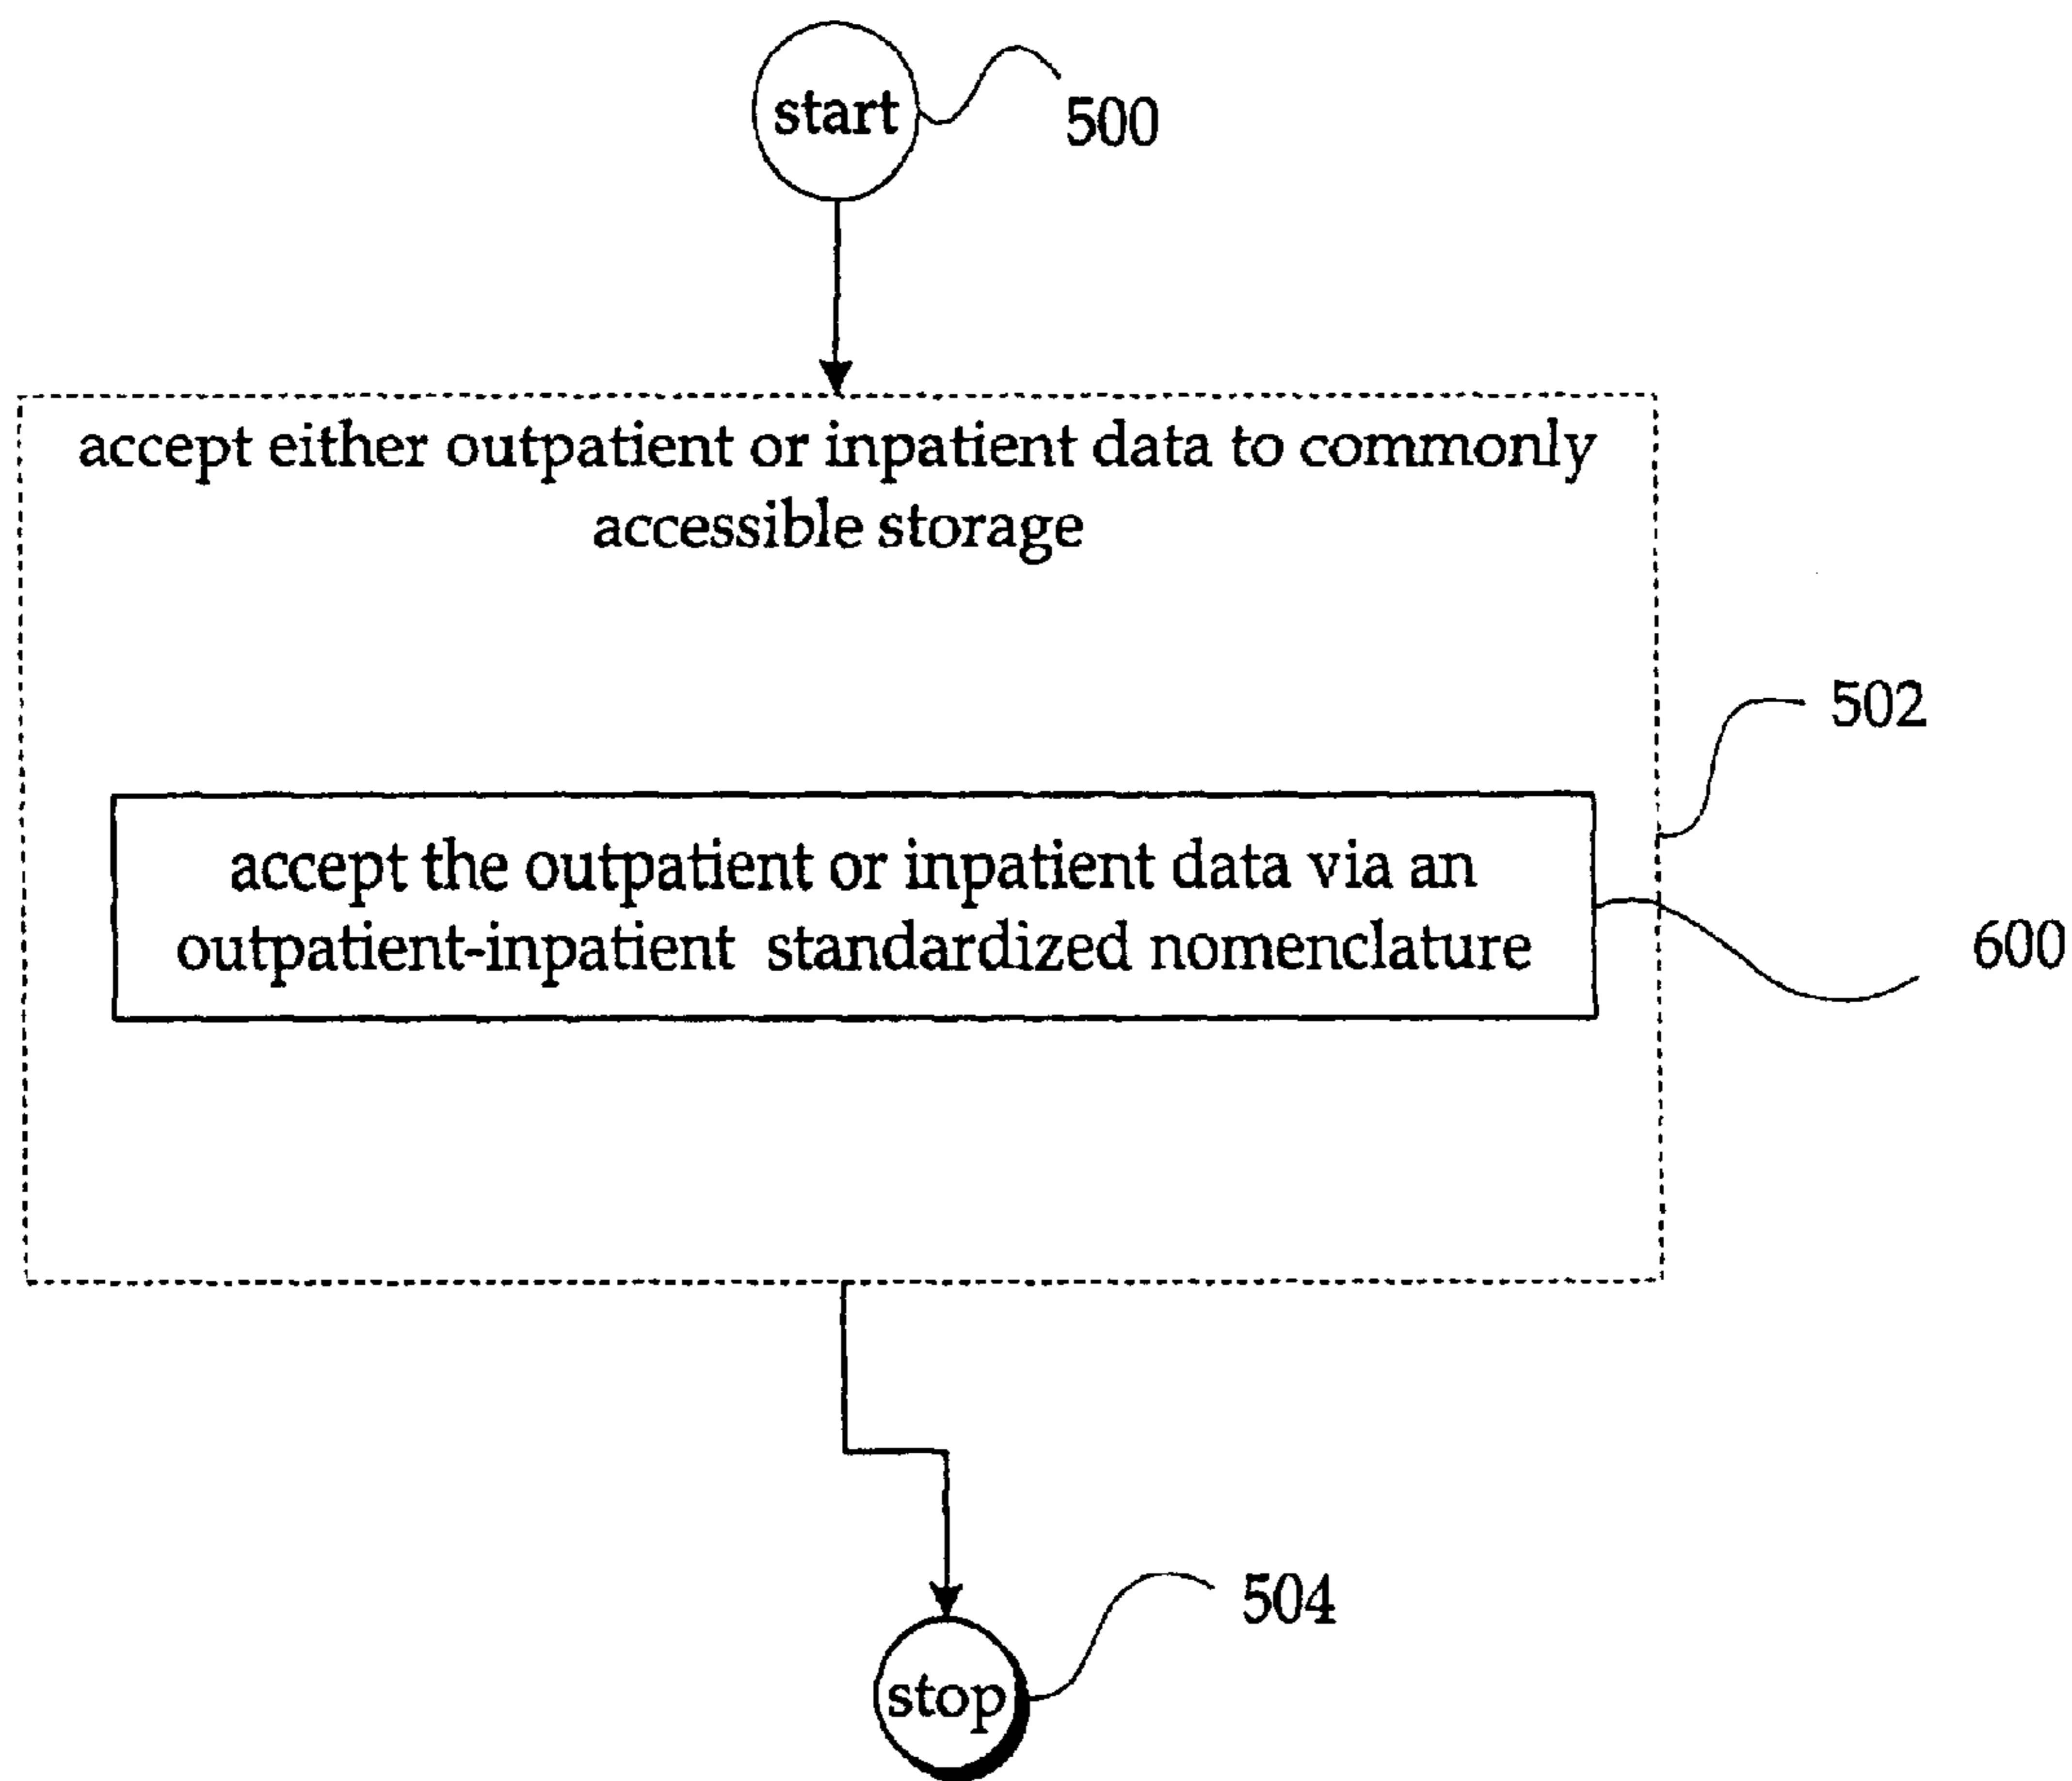 start
500
accept either outpatient or inpatient data to commonly
accessible storage
502
accept the outpatient or inpatient data via an
outpatient-inpatient standardized nomenclature
600
504
stop